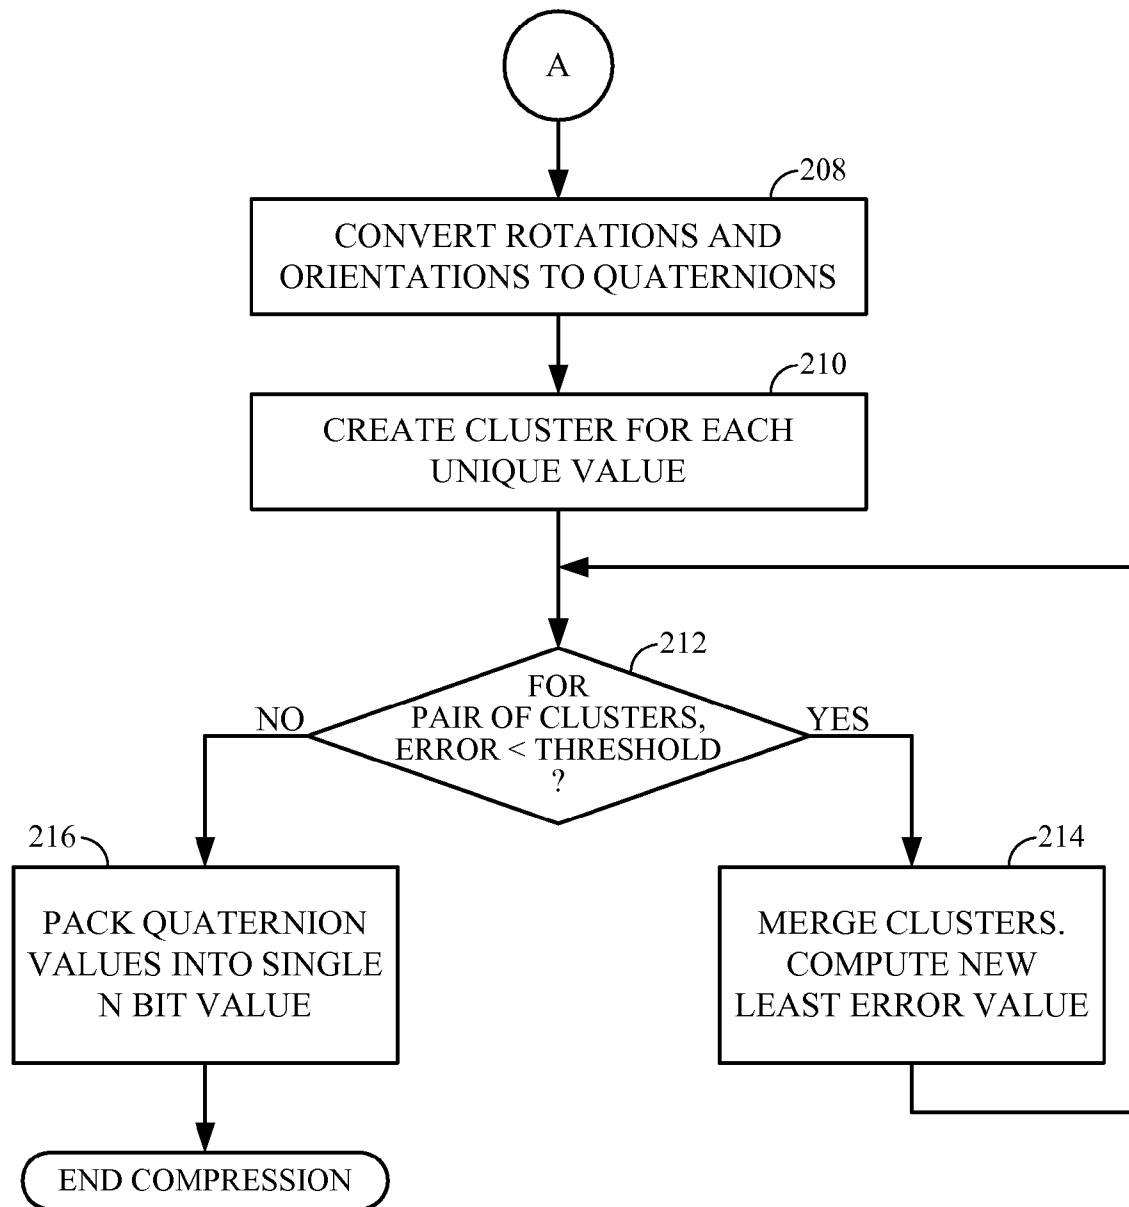 A
208
CONVERT ROTATIONS AND
ORIENTATIONS TO QUATERNIONS
210
CREATE CLUSTER FOR EACH
UNIQUE VALUE
212
FOR
PAIR OF CLUSTERS,
ERROR < THRESHOLD
?
NO
YES
216
PACK QUATERNION
VALUES INTO SINGLE
N BIT VALUE
214
MERGE CLUSTERS.
COMPUTE NEW
LEAST ERROR VALUE
END COMPRESSION